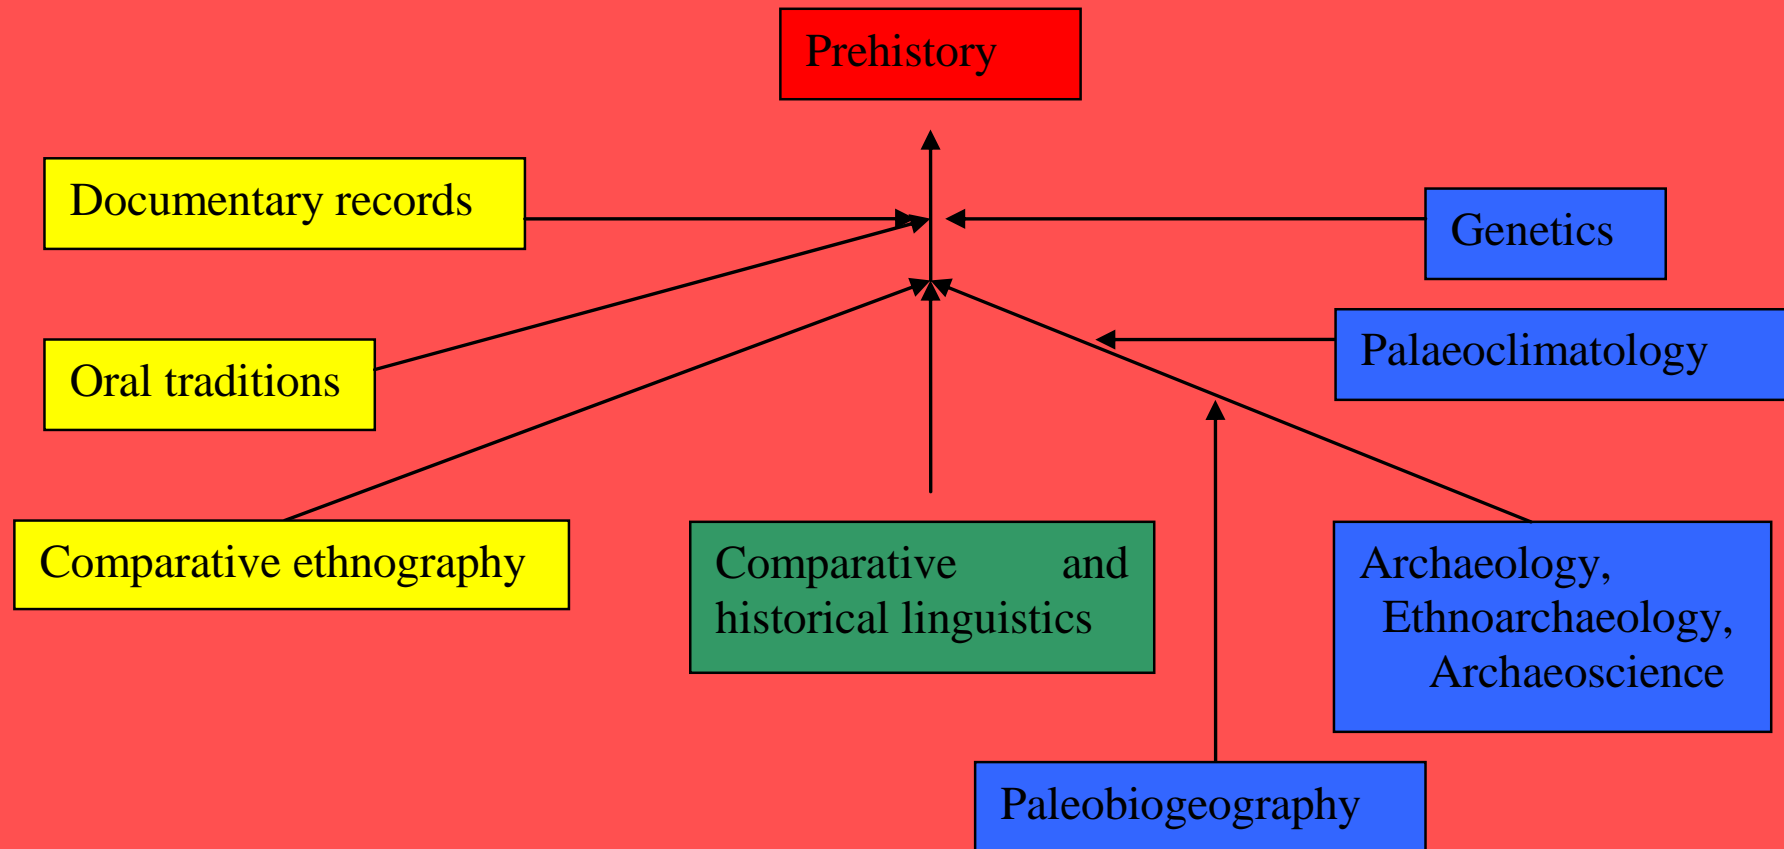 Prehistory
Documentary records
Genetics
Palaeoclimatology
Oral traditions
Comparative ethnography
Comparative and
historical linguistics
Archaeology,
Ethnoarchaeology,
Archaeoscience
Paleobiogeography